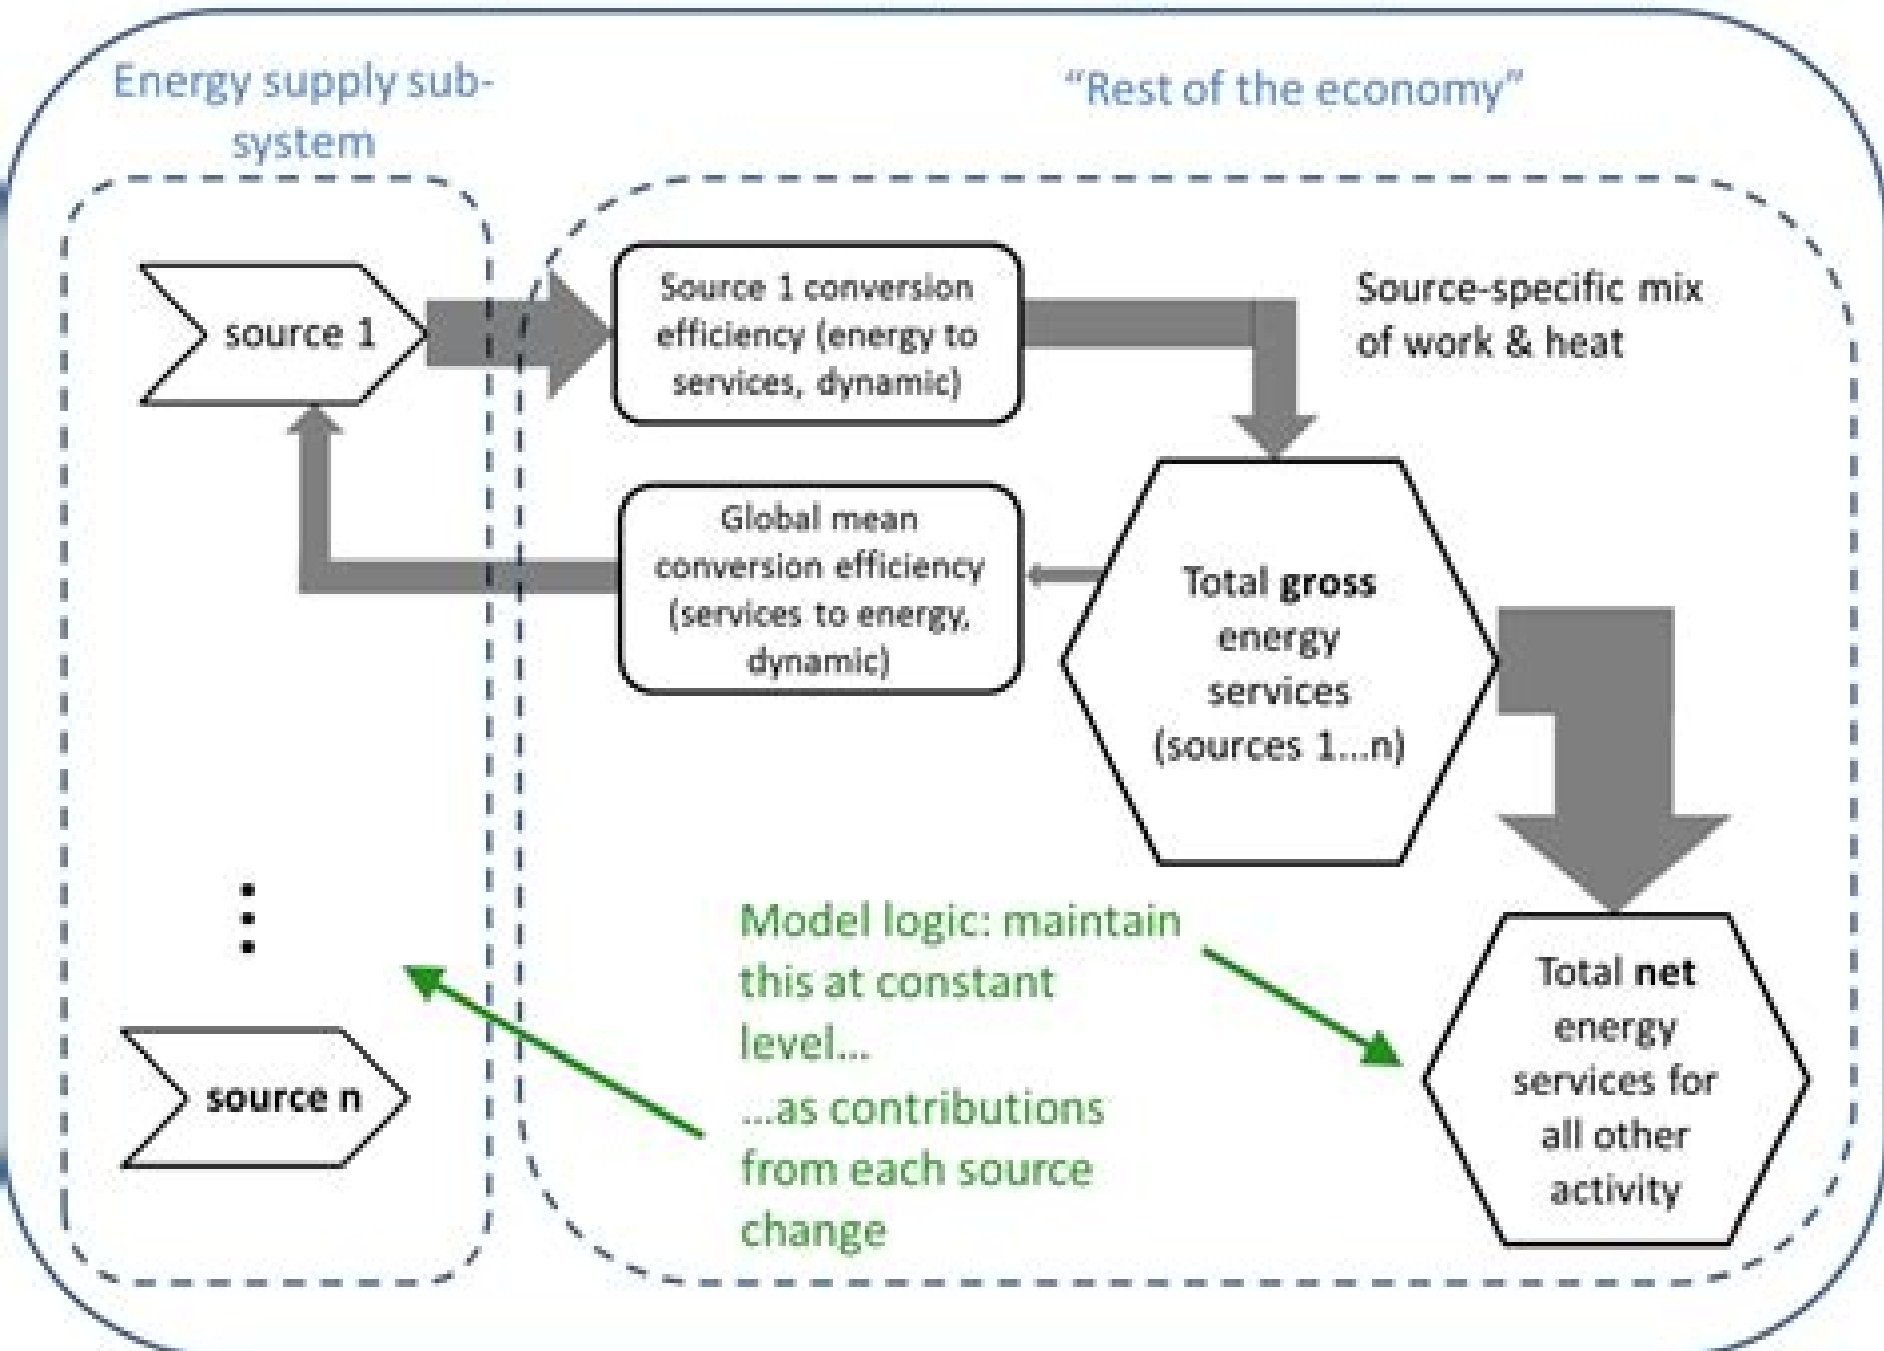 Energy supply sub-
system
“Rest of the economy”
source 1
Source 1 conversion
efficiency (energy to
services, dynamic)
Source-specific mix
of work & heat
Global mean
conversion efficiency
(services to energy,
dynamic)
Total gross
energy
services
(sources 1...n)
Model logic: maintain
this at constant
level...
...as contributions
from each source
change
source n
Total net
energy
services for
all other
activity